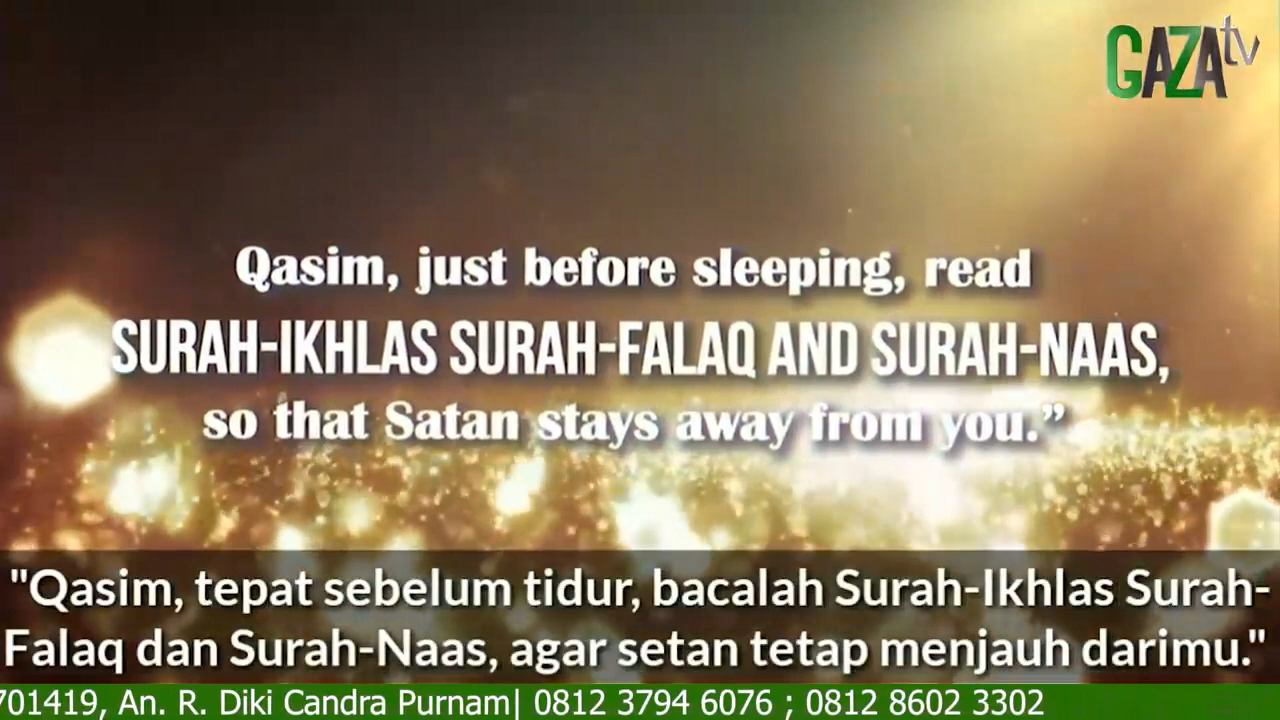 GAZAtv
Qasim, just before sleeping, read
SURAH-IKHLAS SURAH-FALAQ AND SURAH-NAAS,
so that Satan stays away from you.”
"Qasim, tepat sebelum tidur, bacalah Surah-Ikhlas Surah-
Falaq dan Surah-Naas, agar setan tetap menjauh darimu."
701419, An. R. Diki Candra Purnam| 0812 3794 6076 ; 0812 8602 3302